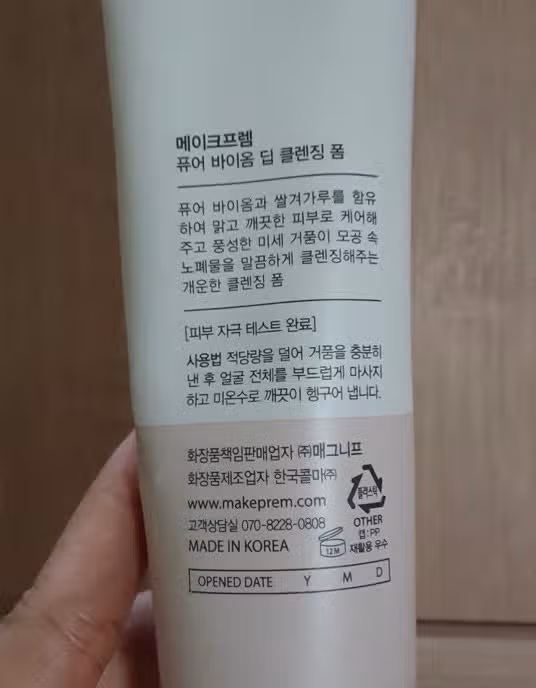 메이크프렘
퓨어 바이옴 딥 클렌징 폼
퓨어 바이옴과 쌀겨가루를 함유
하여 맑고 깨끗한 피부로 케어해
주고 풍성한 미세 거품이 모공 속
노폐물을 말끔하게 클렌징해주는
개운한 클렌징 폼
[피부 자극 테스트 완료]
사용법 적당량을 덜어 거품을 충분히
낸 후 얼굴 전체를 부드럽게 마사지
하고 미온수로 깨끗이 헹구어 냅니다.
화장품책임판매업자 ㈜매그니프
화장품제조업자 한국콜마㈜
www.makeprem.com
고객상담실 070-8228-0808
MADE IN KOREA
플라스틱
OTHER
캡:PP
재활용 우수
12M
OPENED DATE Y M D